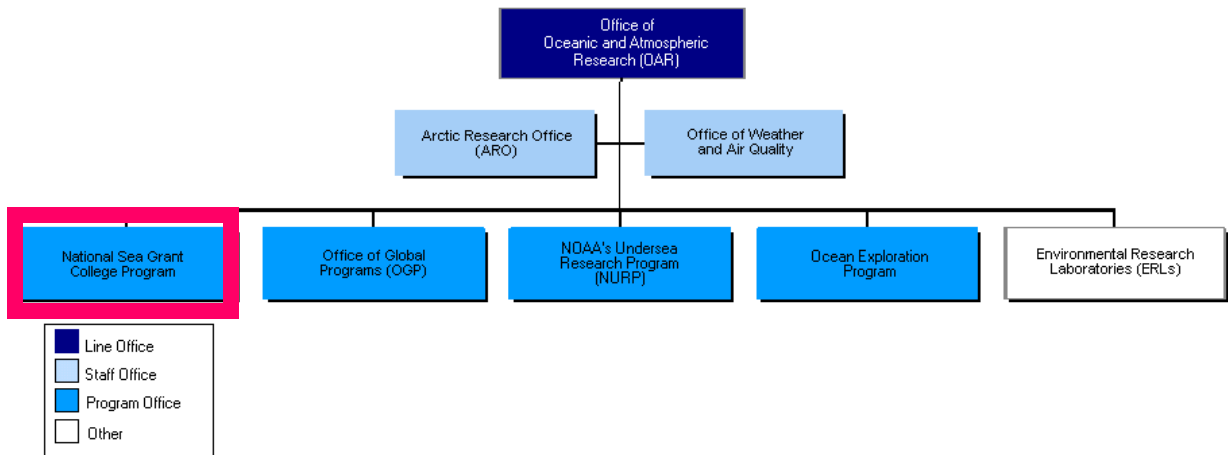 Office of
Oceanic and Atmospheric
Research (OAR)
Arctic Research Office
(ARO)
Office of Weather
and Air Quality
National Sea Grant
College Program
Office of Global
Programs (OGP)
NOAA's Undersea
Research Program
(NURP)
Ocean Exploration
Program
Environmental Research
Laboratories (ERLs)
Line Office
Staff Office
Program Office
Other